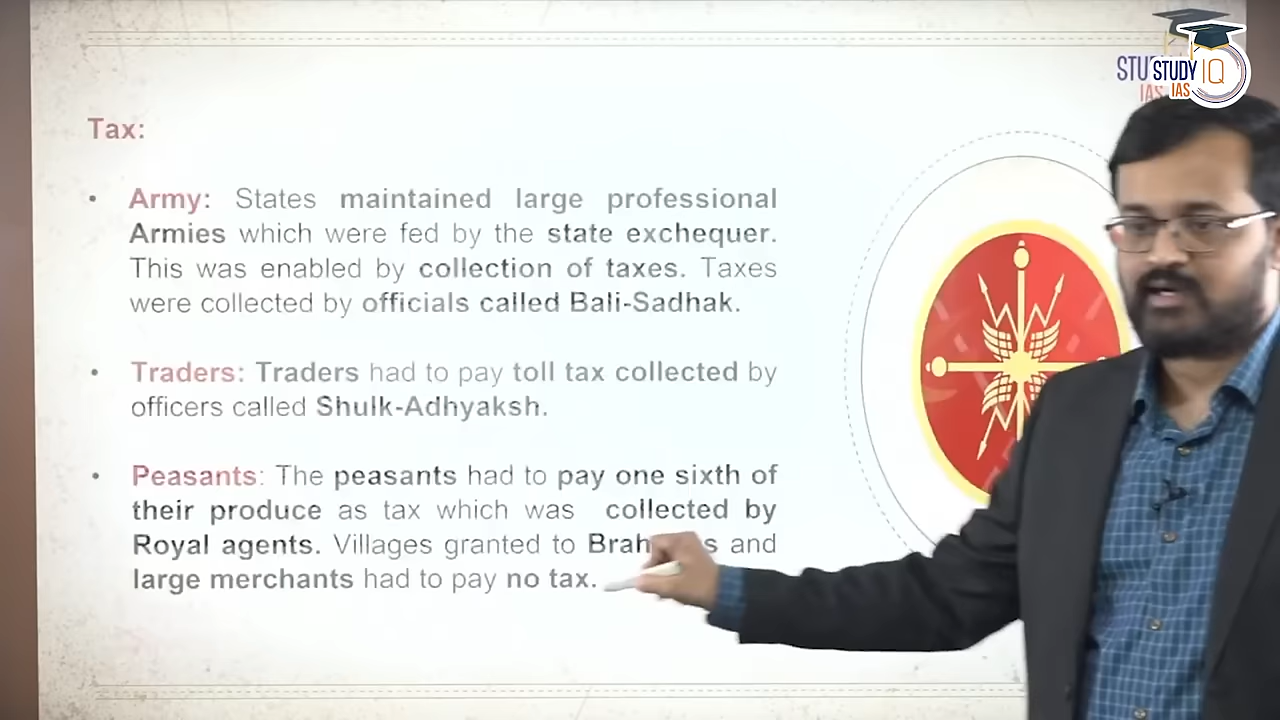 STUDY IQ
IAS
STU
IAS
Tax:
• Army: States maintained large professional
Armies which were fed by the state exchequer.
This was enabled by collection of taxes. Taxes
were collected by officials called Bali-Sadhak.
• Traders: Traders had to pay toll tax collected by
officers called Shulk-Adhyaksh.
• Peasants: The peasants had to pay one sixth of
their produce as tax which was collected by
Royal agents. Villages granted to and
large merchants had to pay no tax.